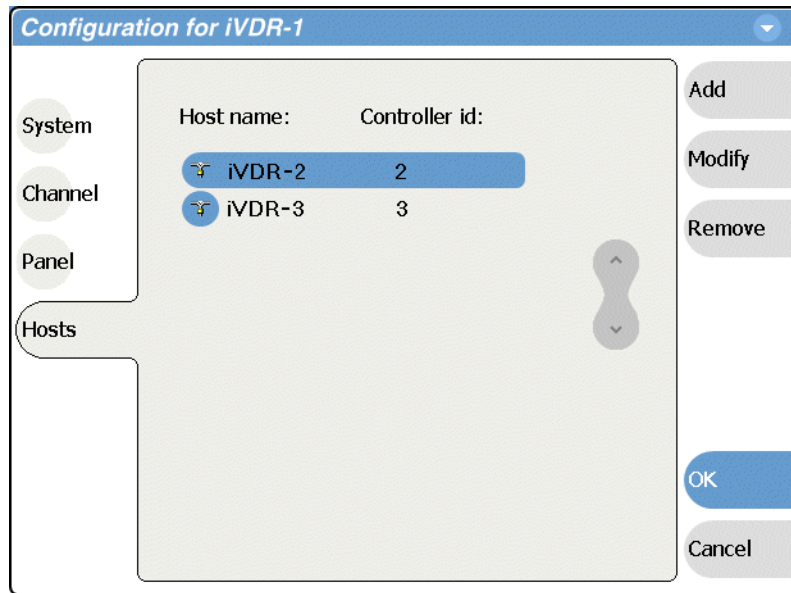 Configuration for iVDR-1
System
Channel
Panel
Hosts
Host name: Controller id:
iVDR-2 2
iVDR-3 3
Add
Modify
Remove
OK
Cancel